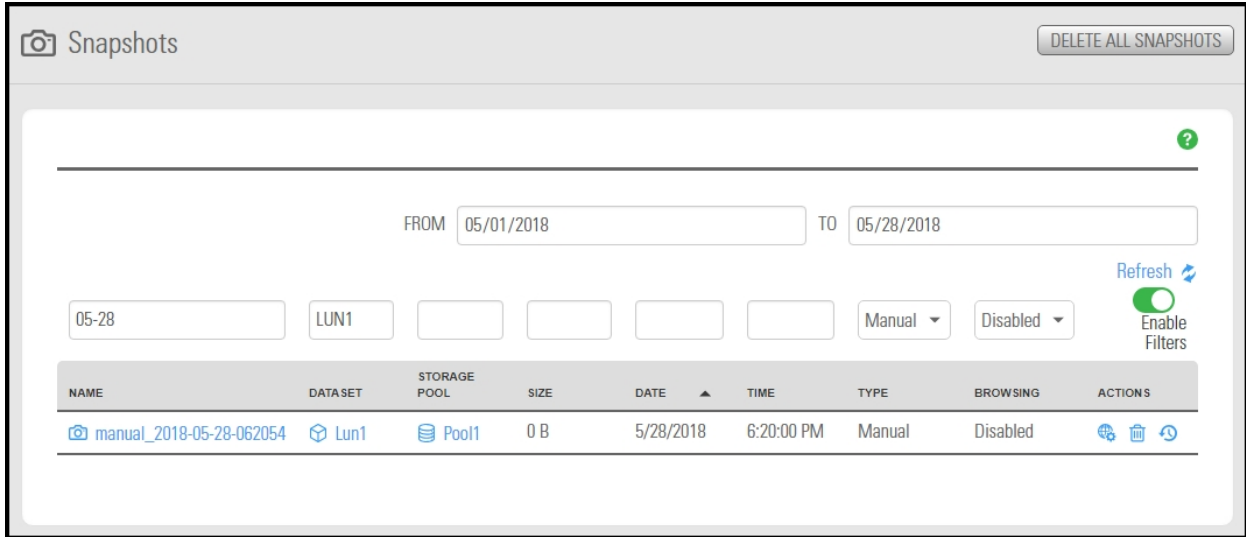 Snapshots
DELETE ALL SNAPSHOTS
?
FROM 05/01/2018 TO 05/28/2018
Refresh
05-28 LUN1 Manual Disabled
Enable
Filters
NAME DATASET STORAGE POOL SIZE DATE TIME TYPE BROWSING ACTIONS
manual_2018-05-28-062054 Lun1 Pool1 0 B 5/28/2018 6:20:00 PM Manual Disabled